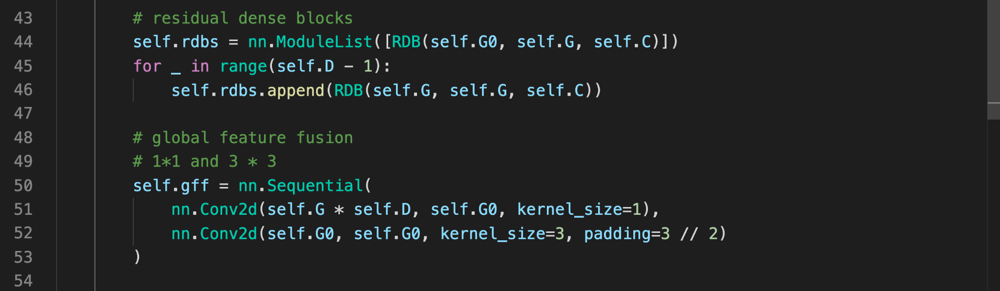 43 # residual dense blocks
44 self.rdbs = nn.ModuleList([RDB(self.G0, self.G, self.C)])
45 for _ in range(self.D - 1):
46     self.rdbs.append(RDB(self.G, self.G, self.C))
47
48 # global feature fusion
49 # 1*1 and 3 * 3
50 self.gff = nn.Sequential(
51     nn.Conv2d(self.G * self.D, self.G0, kernel_size=1),
52     nn.Conv2d(self.G0, self.G0, kernel_size=3, padding=3 // 2)
53 )
54